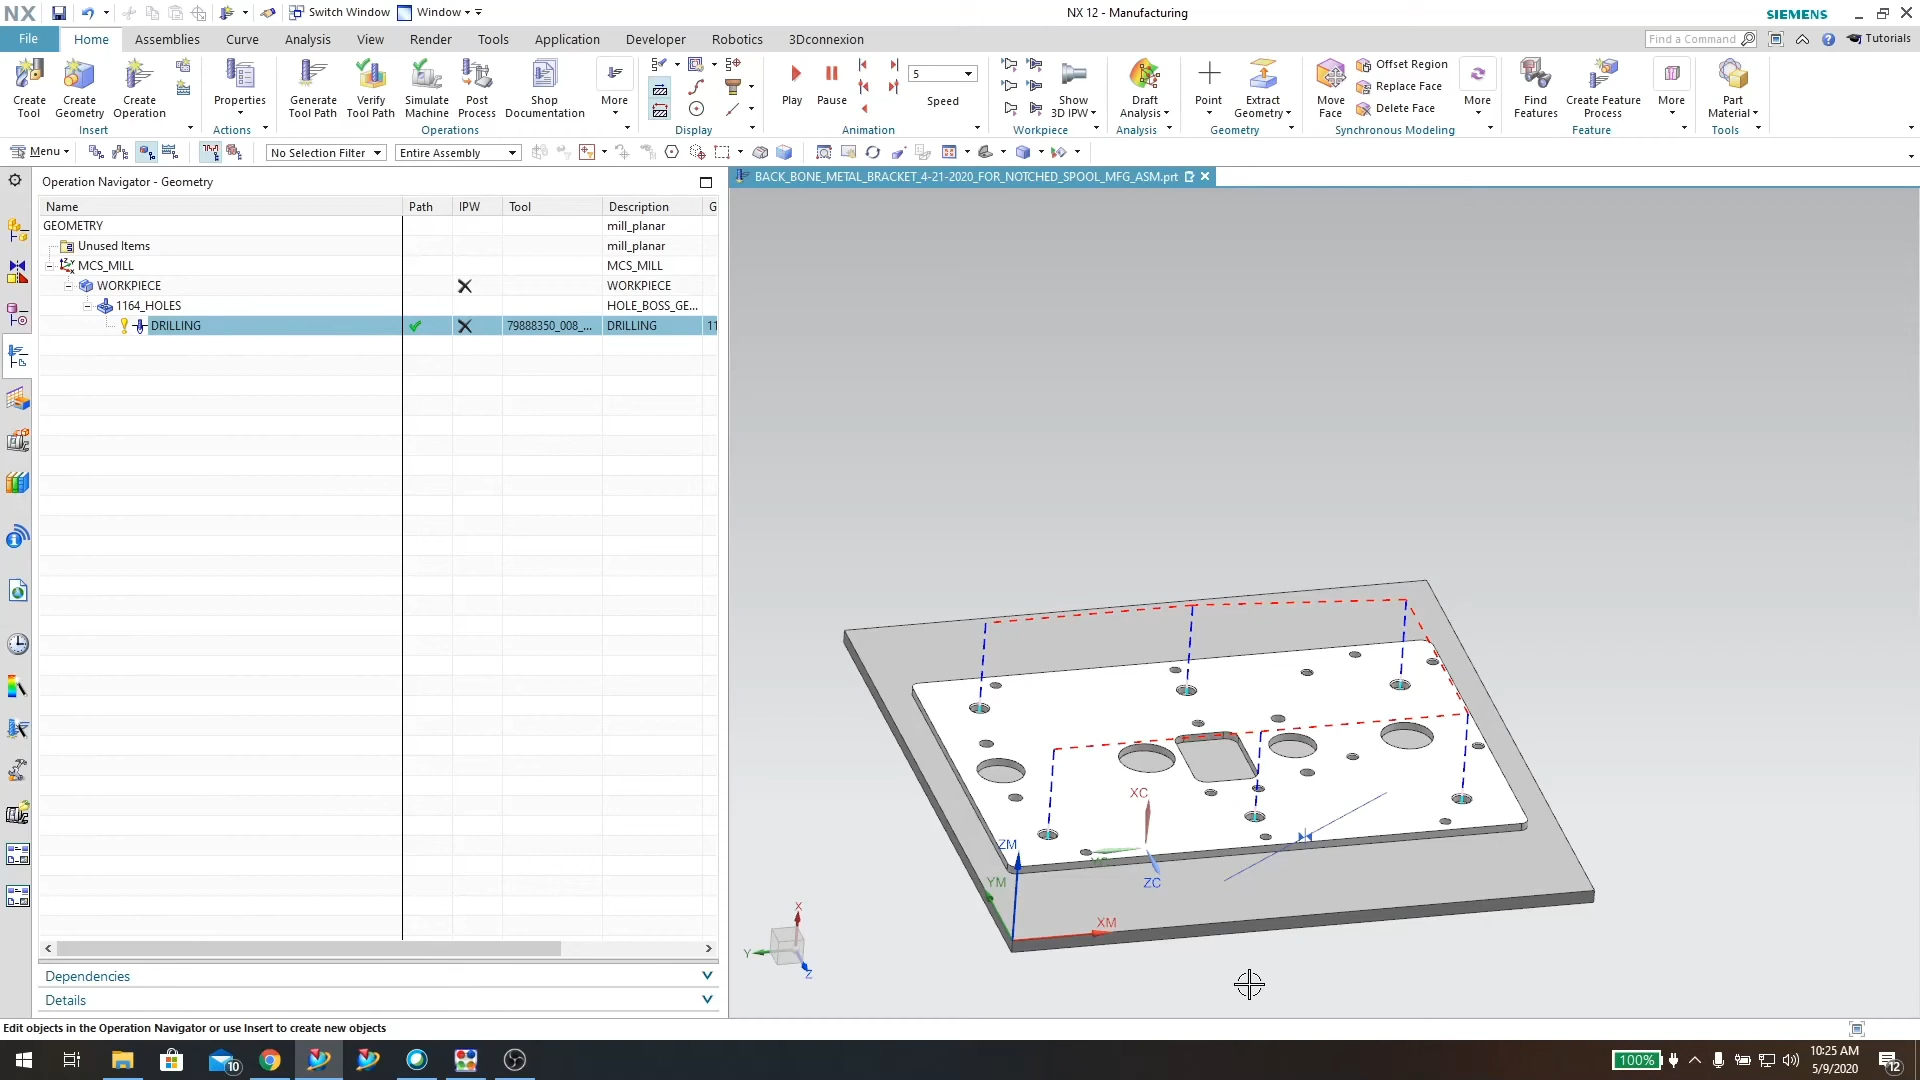 NX
Switch Window
Window
NX 12 - Manufacturing
SIEMENS
File
Home
Assemblies
Curve
Analysis
View
Render
Tools
Application
Developer
Robotics
3Dconnexion
Find a Command
Tutorials
Create Tool
Create Geometry
Create Operation
Properties
Generate Tool Path
Verify Tool Path
Simulate Machine
Post Process
Shop Documentation
More
Play
Pause
5
Speed
Show 3D IPW
Draft Analysis
Point
Extract Geometry
Move Face
Offset Region
Replace Face
Delete Face
More
Find Features
Create Feature Process
More
Part Material
Insert
Actions
Operations
Display
Animation
Workpiece
Analysis
Geometry
Synchronous Modeling
Feature
Tools
Menu
No Selection Filter
Entire Assembly
Operation Navigator - Geometry
BACK_BONE_METAL_BRACKET_4-21-2020_FOR_NOTCHED_SPOOL_MFG_ASM.prt
Name
Path
IPW
Tool
Description
G
GEOMETRY
mill_planar
Unused Items
mill_planar
MCS_MILL
MCS_MILL
WORKPIECE
WORKPIECE
1164_HOLES
HOLE_BOSS_GE...
DRILLING
79888350_008_...
DRILLING
11
XC
ZM
ZC
YM
XM
X
Y
Z
Dependencies
Details
Edit objects in the Operation Navigator or use Insert to create new objects
10
100%
10:25 AM
5/9/2020
12